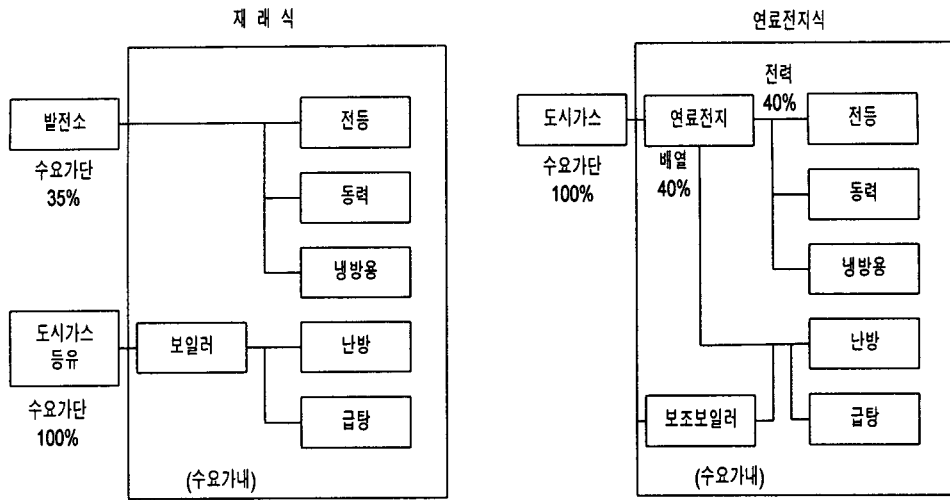 재 래 식
발전소
수요가단
35%
전등
동력
냉방용
도시가스
등유
수요가단
100%
보일러
난방
급탕
(수요가내)
연료전지식
도시가스
수요가단
100%
연료전지
전력
40%
배열
40%
전등
동력
냉방용
난방
보조보일러
급탕
(수요가내)